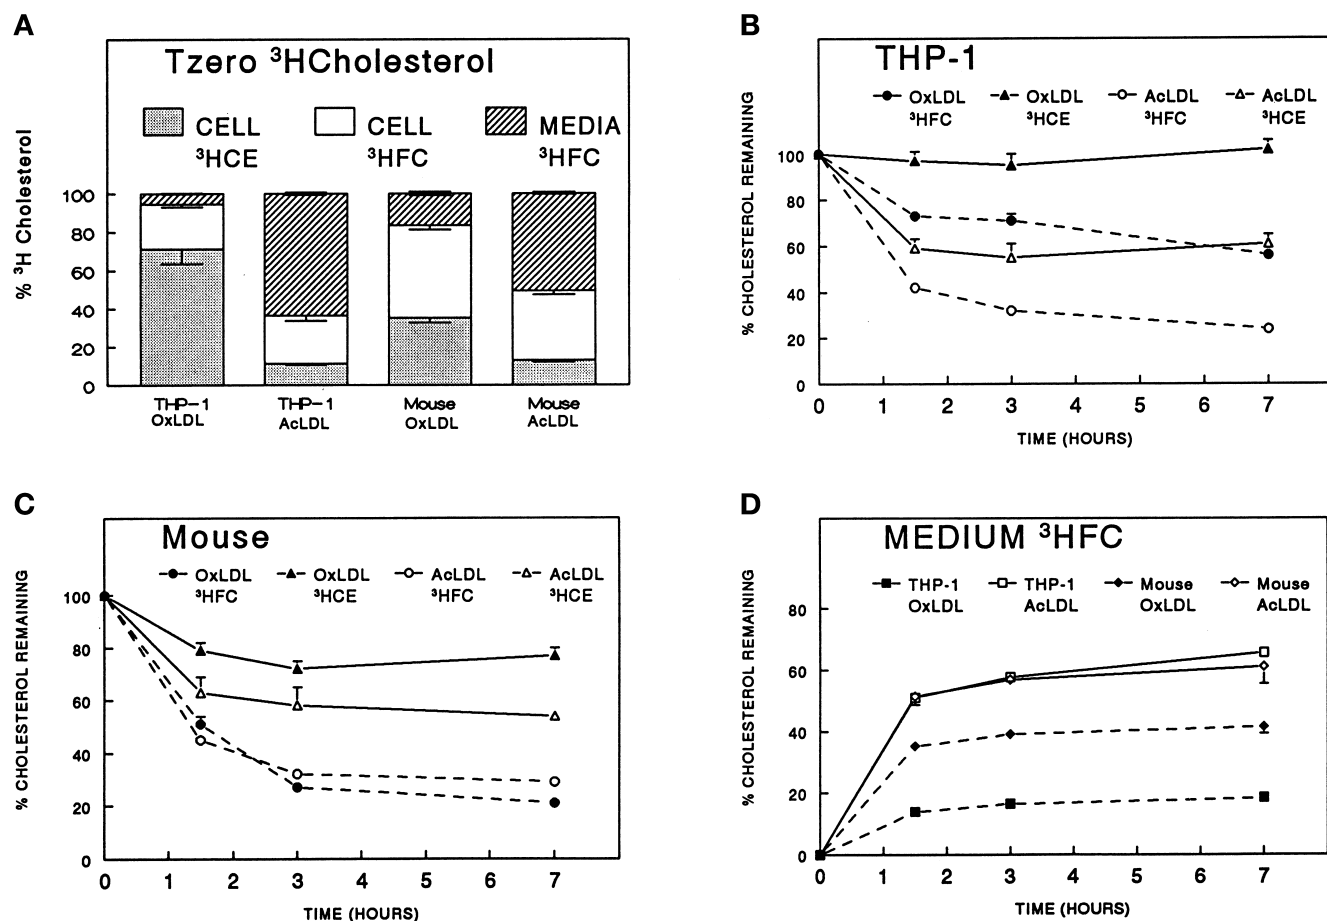 A
Tzero ³HCholesterol
CELL ³HCE
CELL ³HFC
MEDIA ³HFC
% ³H Cholesterol
100
80
60
40
20
0
THP-1 OxLDL
THP-1 AcLDL
Mouse OxLDL
Mouse AcLDL
B
THP-1
OxLDL ³HFC
OxLDL ³HCE
AcLDL ³HFC
AcLDL ³HCE
% CHOLESTEROL REMAINING
100
80
60
40
20
0
0 1 2 3 4 5 6 7
TIME (HOURS)
C
Mouse
OxLDL ³HFC
OxLDL ³HCE
AcLDL ³HFC
AcLDL ³HCE
% CHOLESTEROL REMAINING
100
80
60
40
20
0
0 1 2 3 4 5 6 7
TIME (HOURS)
D
MEDIUM ³HFC
THP-1 OxLDL
THP-1 AcLDL
Mouse OxLDL
Mouse AcLDL
% CHOLESTEROL REMAINING
80
60
40
20
0
0 1 2 3 4 5 6 7
TIME (HOURS)